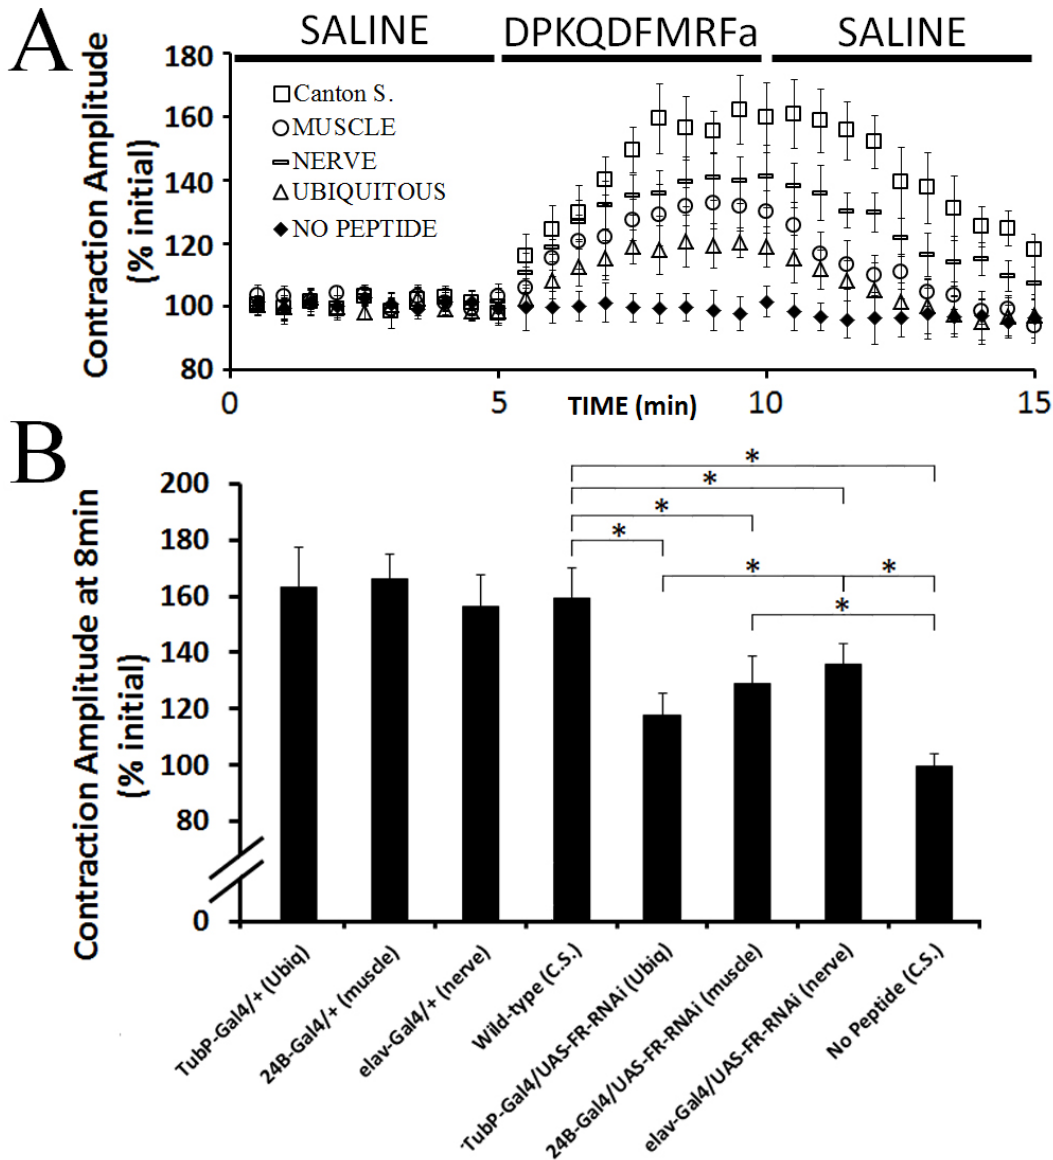 A
SALINE DPKQDFMRFa SALINE
Contraction Amplitude
(% initial)
180
160
140
120
100
80
Canton S.
MUSCLE
NERVE
UBIQUITOUS
NO PEPTIDE
0 5 10 15
TIME (min)
B
Contraction Amplitude at 8min
(% initial)
200
180
160
140
120
100
80
0
* 
*
*
*
* *
*
TubP-Gal4/+ (Ubiq)
24B-Gal4/+ (muscle)
elav-Gal4/+ (nerve)
Wild-type (C.S.)
TubP-Gal4/UAS-FR-RNAi (Ubiq)
24B-Gal4/UAS-FR-RNAi (muscle)
elav-Gal4/UAS-FR-RNAi (nerve)
No Peptide (C.S.)